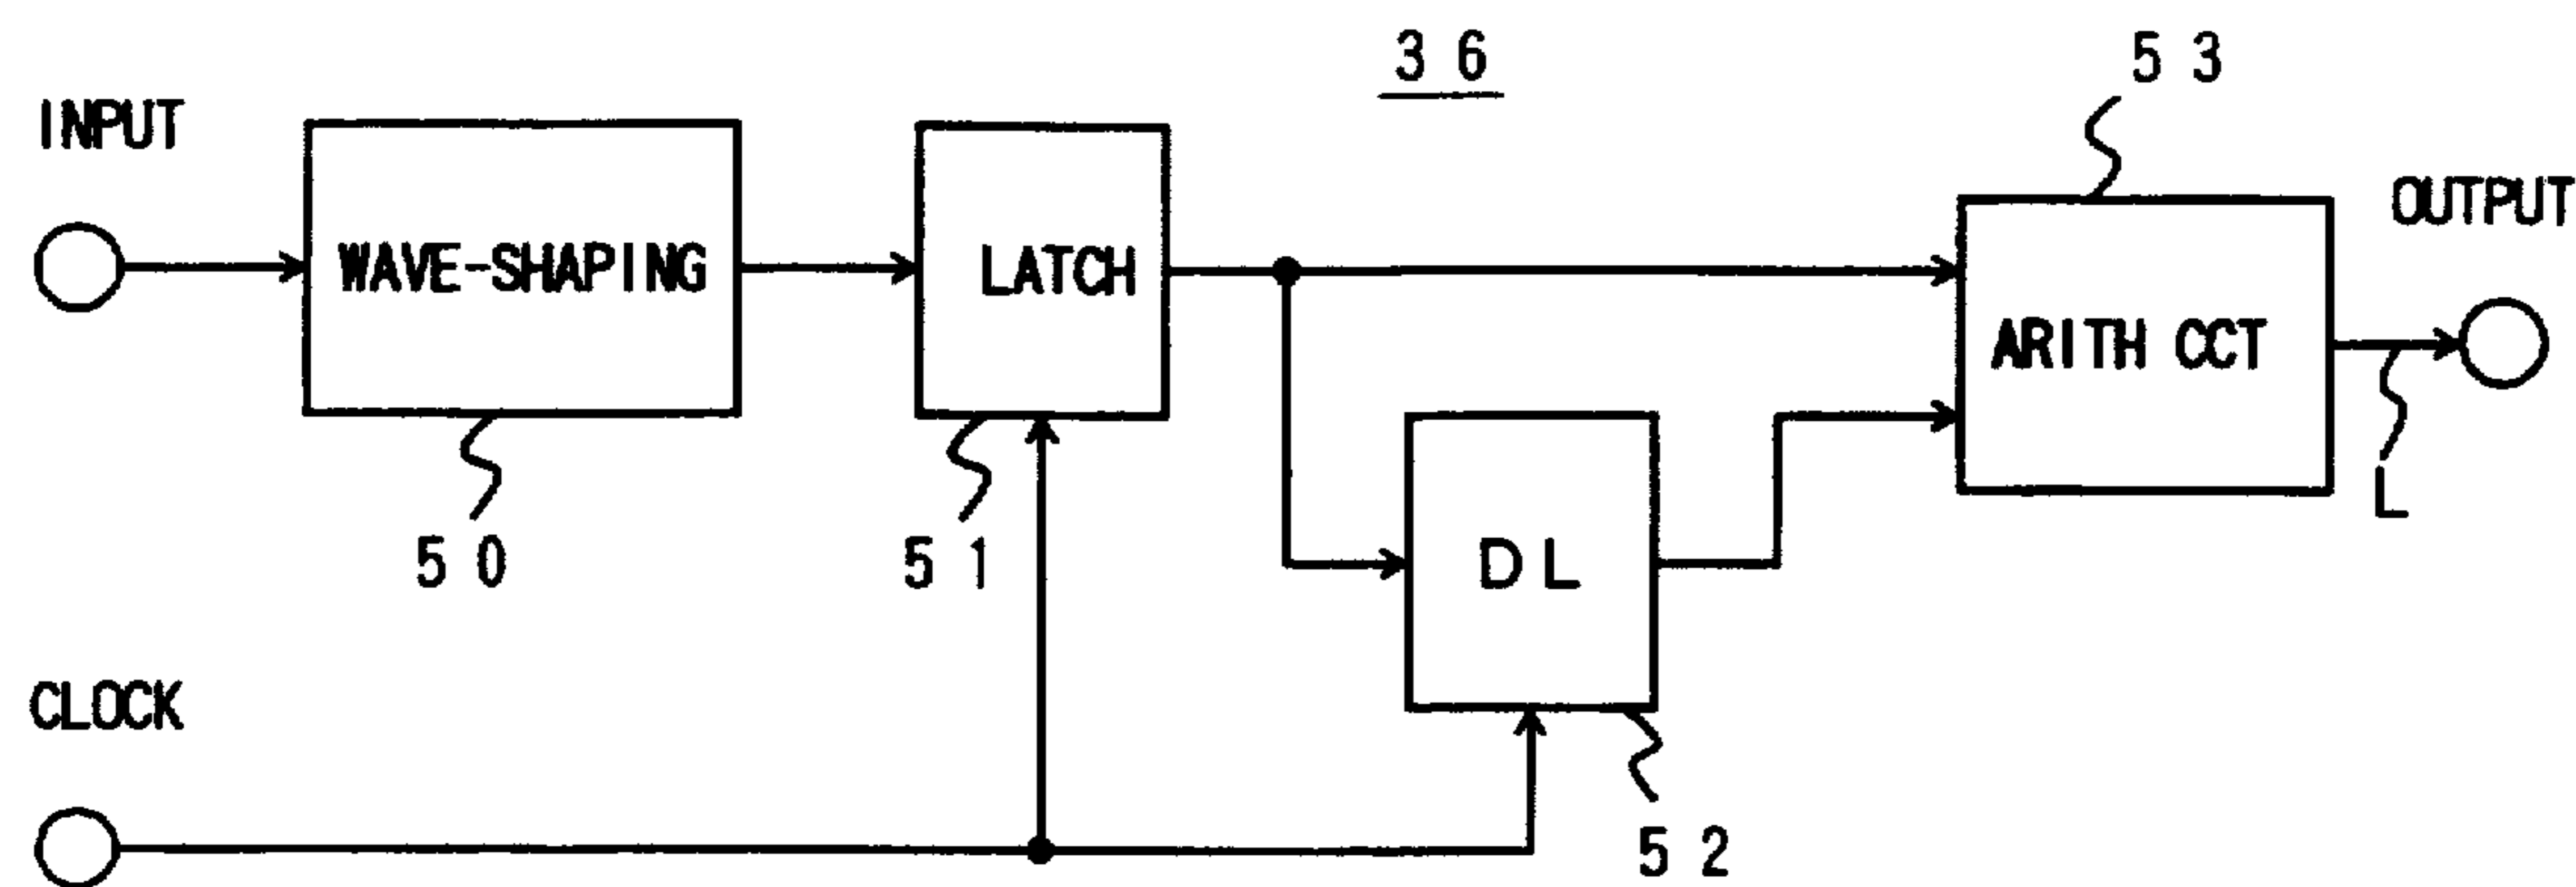 36
53
INPUT
OUTPUT
WAVE-SHAPING
LATCH
ARITH CCT
L
50
51
DL
CLOCK
52